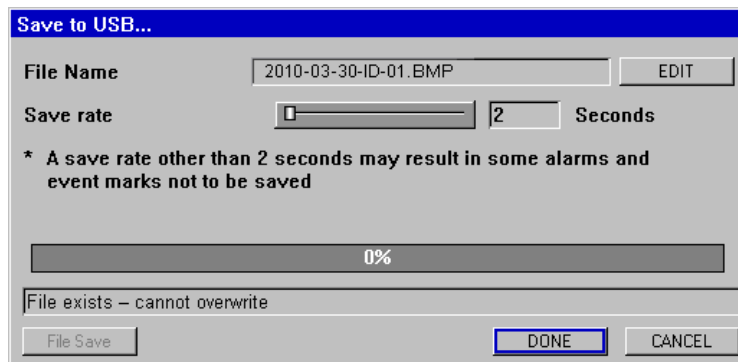 Save to USB...
File Name 2010-03-30-ID-01.BMP EDIT
Save rate 2 Seconds
* A save rate other than 2 seconds may result in some alarms and
event marks not to be saved
0%
File exists – cannot overwrite
File Save DONE CANCEL